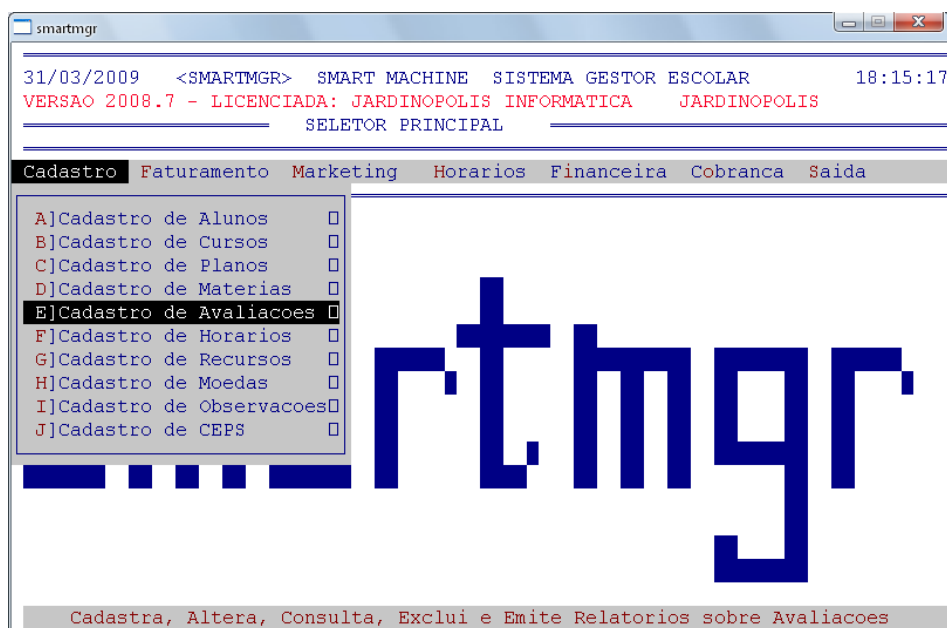 smartmgr
31/03/2009 <SMARTMGR> SMART MACHINE SISTEMA GESTOR ESCOLAR 18:15:17
VERSAO 2008.7 - LICENCIADA: JARDINOPOLIS INFORMATICA JARDINOPOLIS
SELETOR PRINCIPAL
Cadastro Faturamento Marketing Horarios Financeira Cobranca Saida
A]Cadastro de Alunos
B]Cadastro de Cursos
C]Cadastro de Planos
D]Cadastro de Materias
E]Cadastro de Avaliacoes
F]Cadastro de Horarios
G]Cadastro de Recursos
H]Cadastro de Moedas
I]Cadastro de Observacoes
J]Cadastro de CEPS
rtmgr
Cadastra, Altera, Consulta, Exclui e Emite Relatorios sobre Avaliacoes